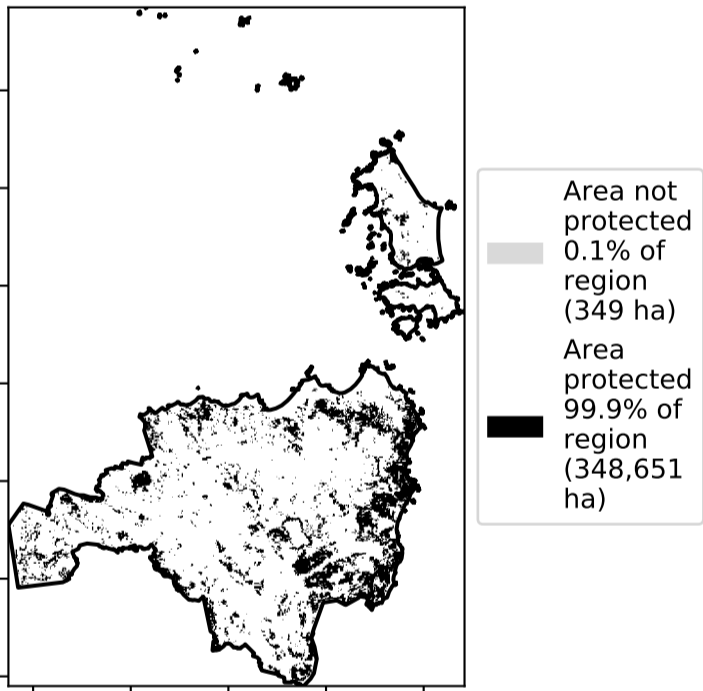 Area not
protected
0.1% of
region
(349 ha)
Area
protected
99.9% of
region
(348,651
ha)